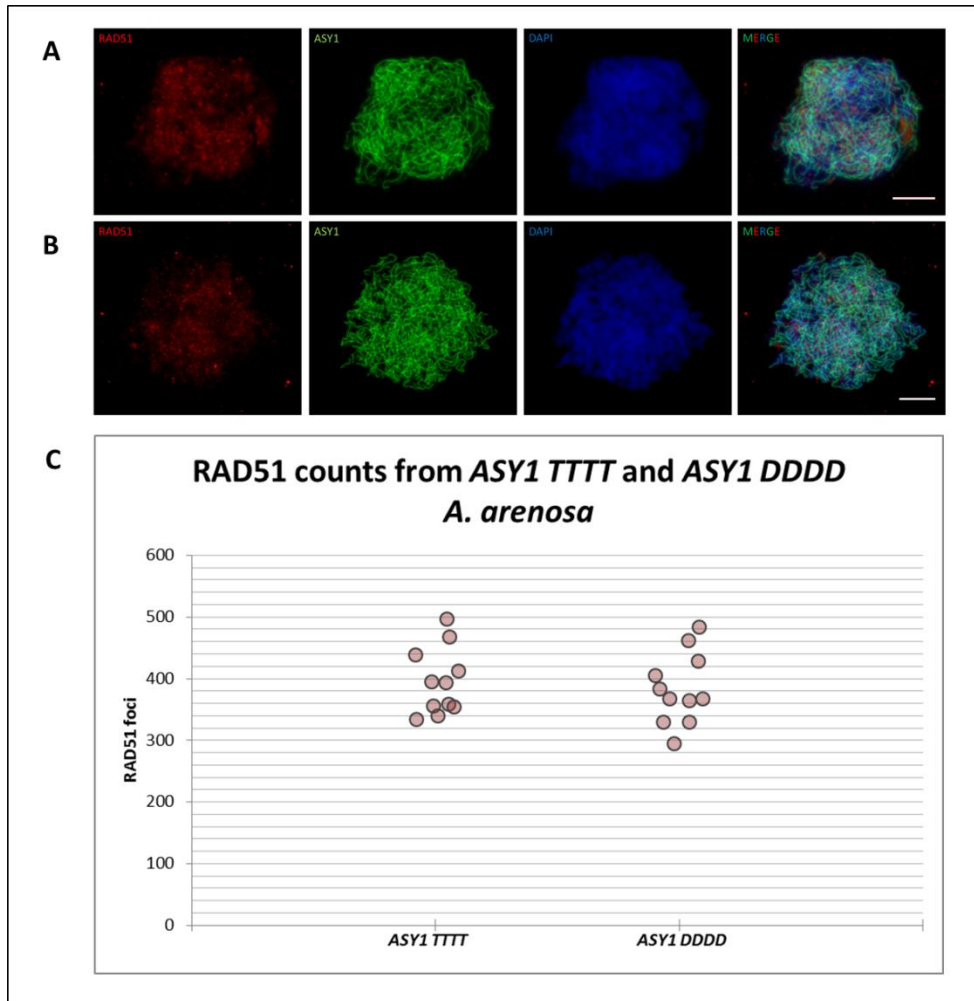 A
RAD51 ASY1 DAPI MERGE
B
RAD51 ASY1 DAPI MERGE
C
RAD51 counts from ASY1 TTTT and ASY1 DDDD
A. arenosa
RAD51 foci
600
500
400
300
200
100
0
ASY1 TTTT ASY1 DDDD